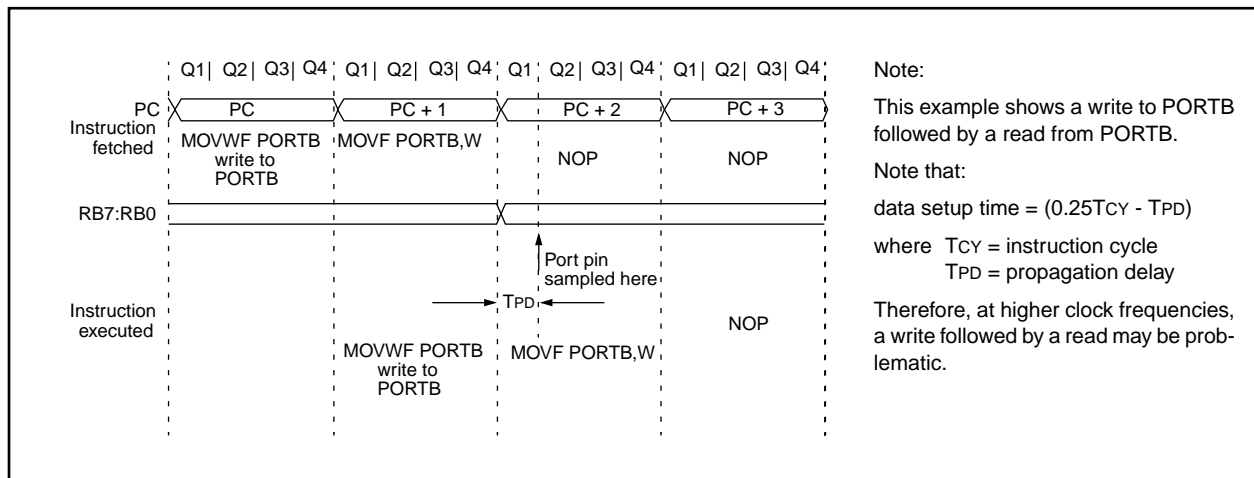 Q1| Q2 | Q3| Q4 Q1| Q2 | Q3| Q4 Q1| Q2 | Q3| Q4 Q1| Q2 | Q3| Q4
PC PC PC + 1 PC + 2 PC + 3
Instruction
fetched
MOVWF PORTB
write to
PORTB
MOVF PORTB,W
NOP
NOP
RB7:RB0
Port pin
sampled here
TPD
Instruction
executed
MOVWF PORTB
write to
PORTB
MOVF PORTB,W
NOP
Note:
This example shows a write to PORTB
followed by a read from PORTB.
Note that:
data setup time = (0.25TCY - TPD)
where TCY = instruction cycle
TPD = propagation delay
Therefore, at higher clock frequencies,
a write followed by a read may be prob-
lematic.